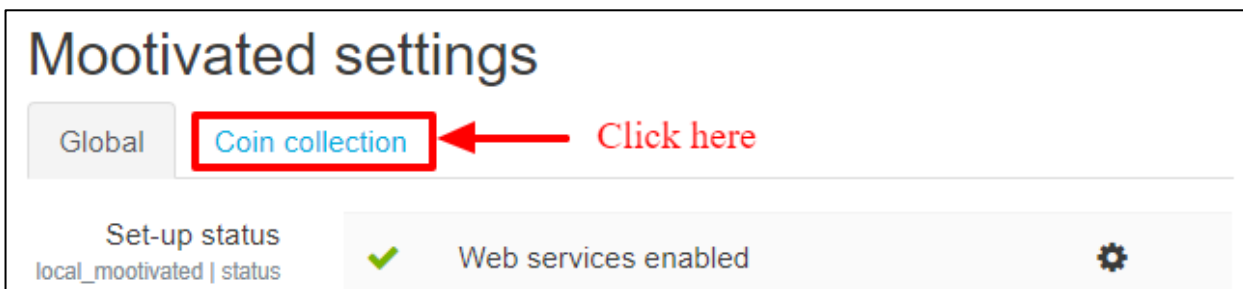 Mootivated settings
Global Coin collection Click here
Set-up status
local_mootivated | status
Web services enabled